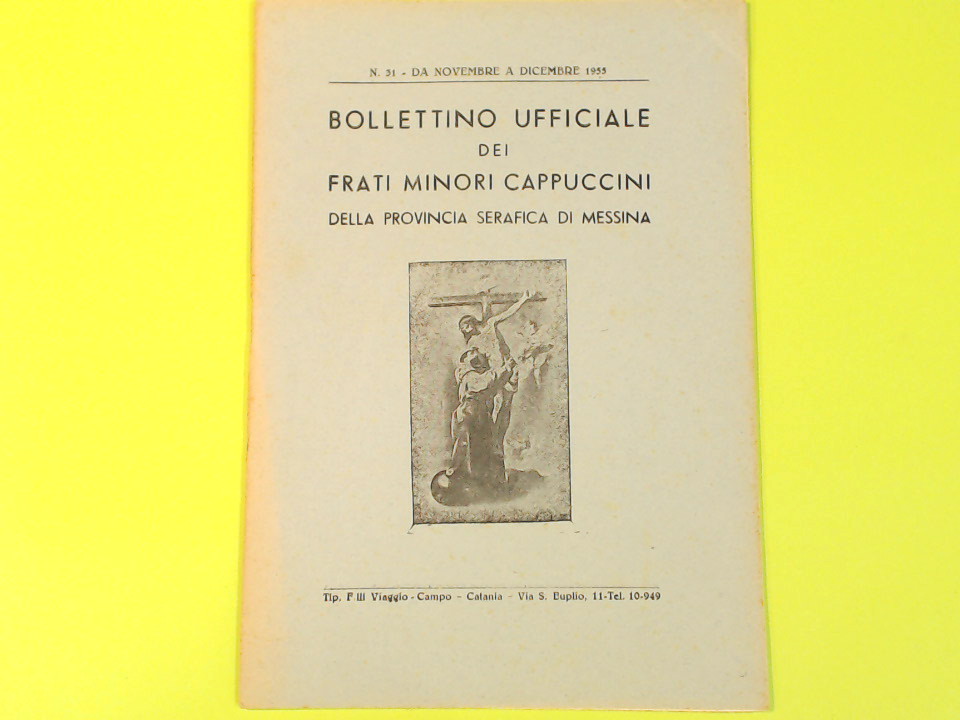 N. 31 - DA NOVEMBRE A DICEMBRE 1955
BOLLETTINO UFFICIALE
DEI
FRATI MINORI CAPPUCCINI
DELLA PROVINCIA SERAFICA DI MESSINA
Tip. F.lli Viaggio - Campo - Catania - Via S. Euplio, 11-Tel. 10-949